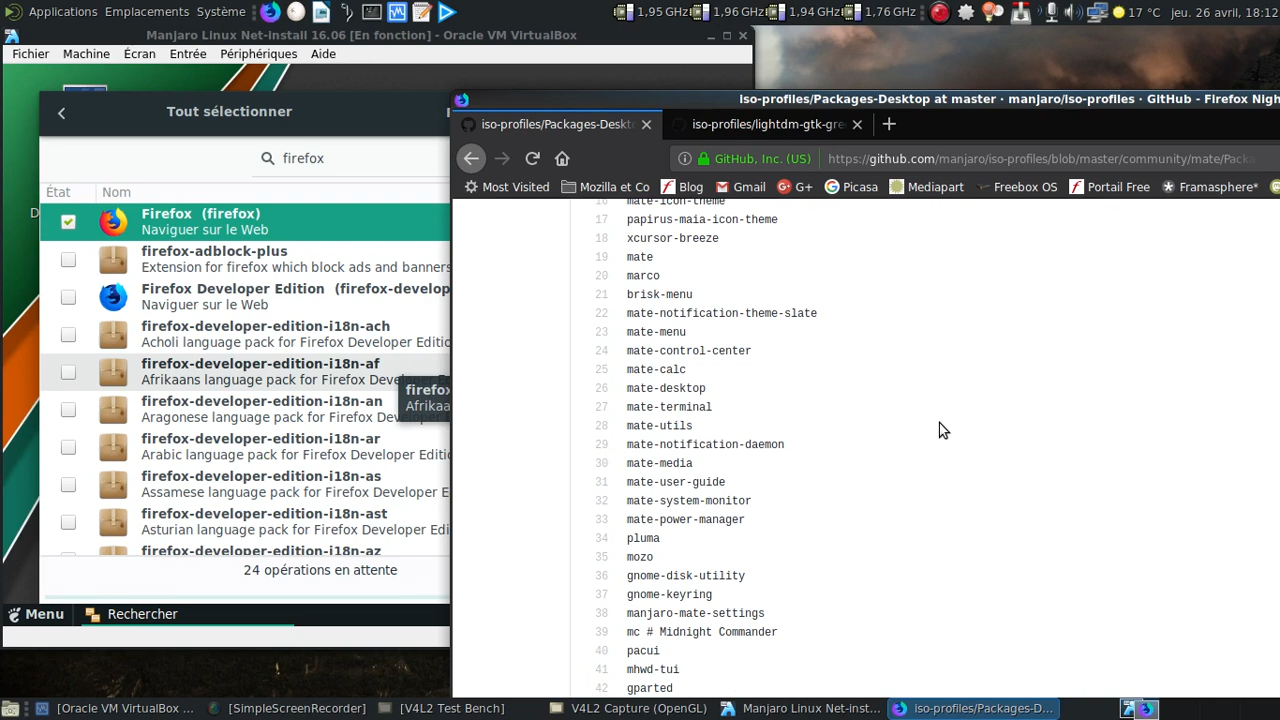 Applications Emplacements Système 1,95 GHz 1,96 GHz 1,94 GHz 1,76 GHz 17 °C jeu. 26 avril, 18:12
Manjaro Linux Net-install 16.06 [En fonction] - Oracle VM VirtualBox
Fichier Machine Écran Entrée Périphériques Aide
Tout sélectionner
firefox
État Nom
Firefox (firefox)
Naviguer sur le Web
firefox-adblock-plus
Extension for firefox which block ads and banners
Firefox Developer Edition (firefox-develop
Naviguer sur le Web
firefox-developer-edition-i18n-ach
Acholi language pack for Firefox Developer Editio
firefox-developer-edition-i18n-af
Afrikaans language pack for Firefox Develo
firefox
Afrikaa
firefox-developer-edition-i18n-an
Aragonese language pack for Firefox Developer E
firefox-developer-edition-i18n-ar
Arabic language pack for Firefox Developer Editio
firefox-developer-edition-i18n-as
Assamese language pack for Firefox Developer E
firefox-developer-edition-i18n-ast
Asturian language pack for Firefox Developer Edit
firefox-developer-edition-i18n-az
24 opérations en attente
Menu Rechercher
iso-profiles/Packages-Desktop at master · manjaro/iso-profiles · GitHub - Firefox Nigh
iso-profiles/Packages-Deskt iso-profiles/lightdm-gtk-gre
GitHub, Inc. (US) https://github.com/manjaro/iso-profiles/blob/master/community/mate/Packa
Most Visited Mozilla et Co Blog Gmail G+ Picasa Mediapart Freebox OS Portail Free Framasphere*
16 mate-icon-theme
17 papirus-maia-icon-theme
18 xcursor-breeze
19 mate
20 marco
21 brisk-menu
22 mate-notification-theme-slate
23 mate-menu
24 mate-control-center
25 mate-calc
26 mate-desktop
27 mate-terminal
28 mate-utils
29 mate-notification-daemon
30 mate-media
31 mate-user-guide
32 mate-system-monitor
33 mate-power-manager
34 pluma
35 mozo
36 gnome-disk-utility
37 gnome-keyring
38 manjaro-mate-settings
39 mc # Midnight Commander
40 pacui
41 mhwd-tui
42 gparted
[Oracle VM VirtualBox ... [SimpleScreenRecorder] [V4L2 Test Bench] V4L2 Capture (OpenGL) Manjaro Linux Net-inst... iso-profiles/Packages-D...